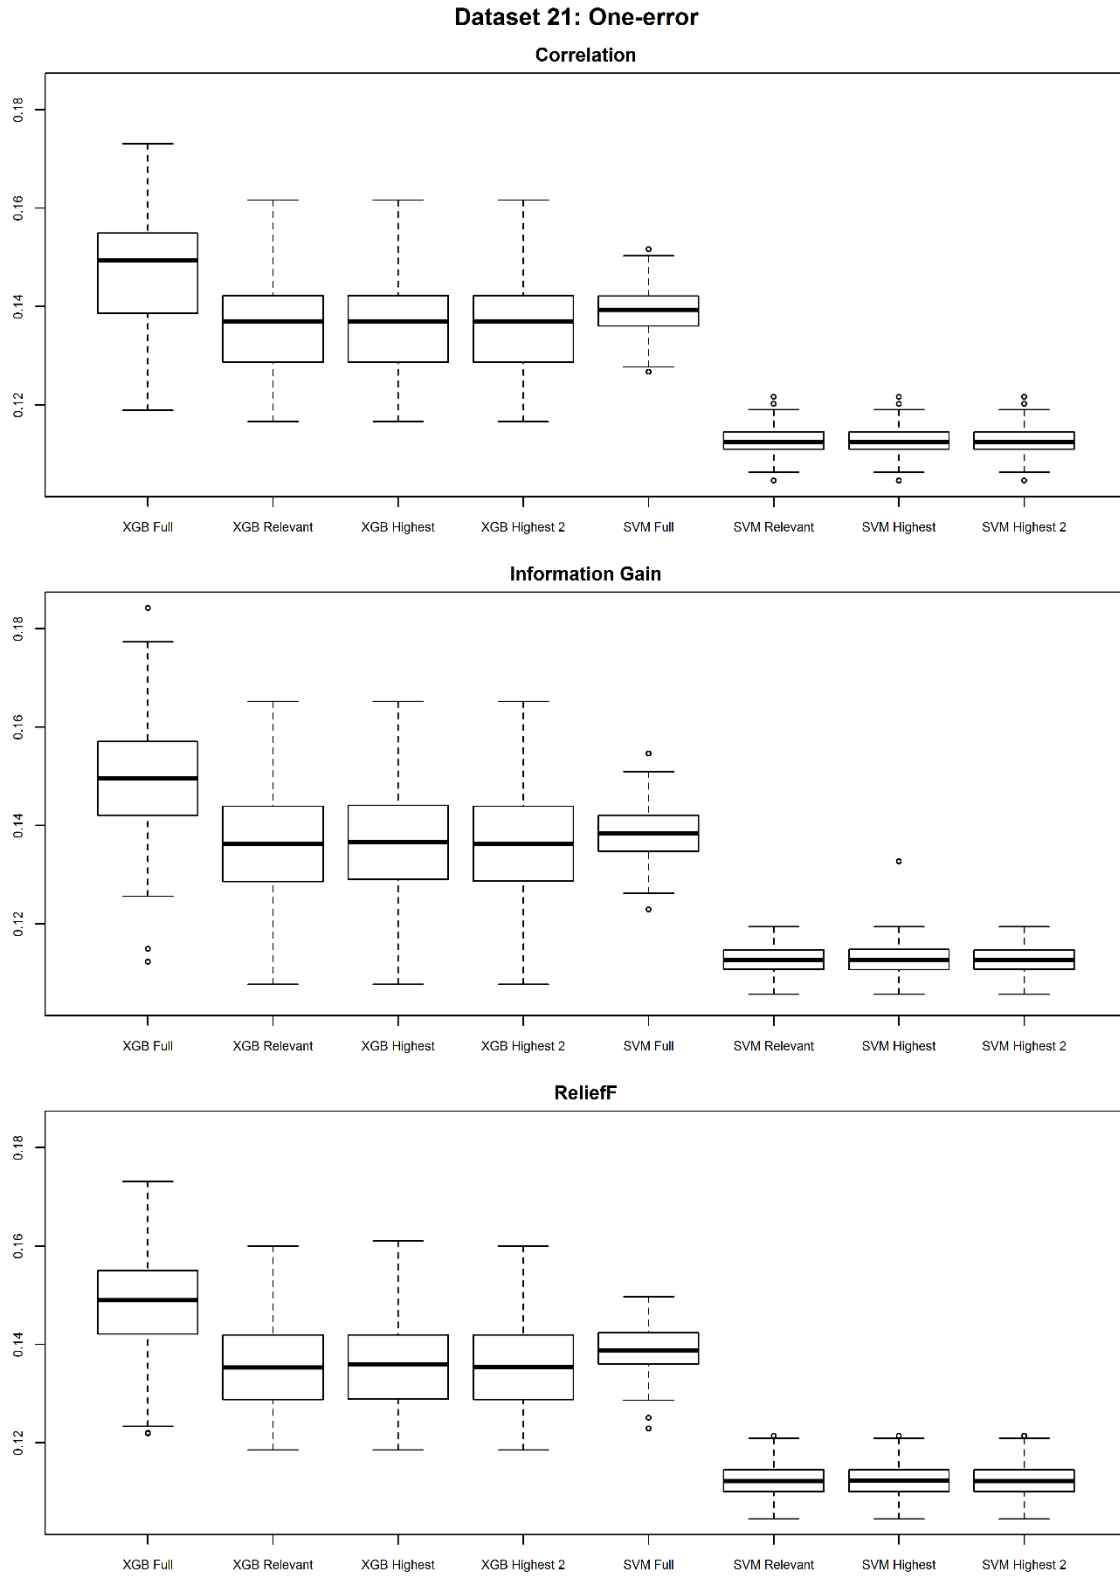 Dataset 21: One-error
Correlation
0.18
0.16
0.14
0.12
XGB Full XGB Relevant XGB Highest XGB Highest 2 SVM Full SVM Relevant SVM Highest SVM Highest 2
Information Gain
0.18
0.16
0.14
0.12
XGB Full XGB Relevant XGB Highest XGB Highest 2 SVM Full SVM Relevant SVM Highest SVM Highest 2
ReliefF
0.18
0.16
0.14
0.12
XGB Full XGB Relevant XGB Highest XGB Highest 2 SVM Full SVM Relevant SVM Highest SVM Highest 2